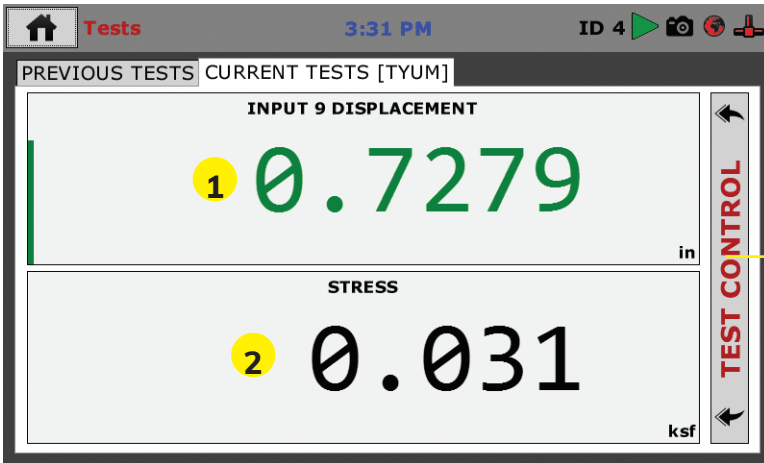 Tests 3:31 PM ID 4
PREVIOUS TESTS CURRENT TESTS [TYUM]
INPUT 9 DISPLACEMENT
1 0.7279
in
STRESS
2 0.031
ksf
TEST CONTROL